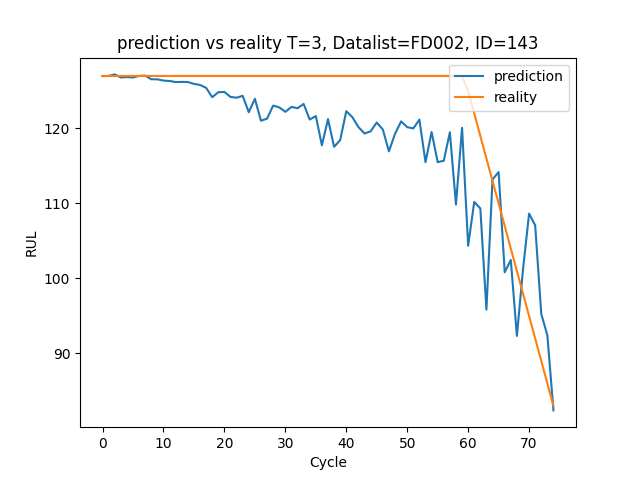 prediction vs reality T=3, Datalist=FD002, ID=143
prediction
reality
RUL
120
110
100
90
0 10 20 30 40 50 60 70
Cycle